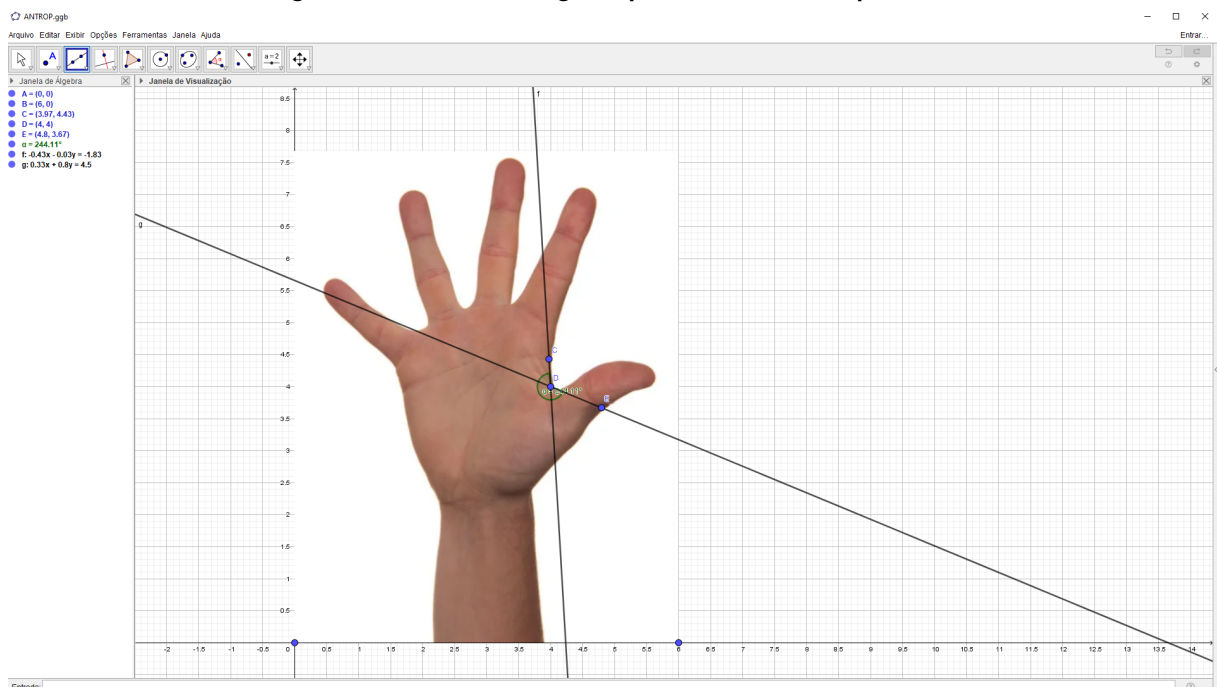 ANTROP.ggb
Arquivo Editar Exibir Opções Ferramentas Janela Ajuda
Entrar...
A
a=2
Janela de Álgebra
Janela de Visualização
A = (0, 0)
B = (6, 0)
C = (3.97, 4.43)
D = (4, 4)
E = (4.8, 3.67)
α = 244.11°
f: -0.43x - 0.03y = -1.83
g: 0.33x + 0.8y = 4.5
f
8.5
8
7.5
7
6.5
g
6
5.5
5
4.5
C
4
D
E
3.5
3
2.5
2
1.5
1
0.5
-2 -1.5 -1 -0.5 0 0.5 1 1.5 2 2.5 3 3.5 4 4.5 5 5.5 6 6.5 7 7.5 8 8.5 9 9.5 10 10.5 11 11.5 12 12.5 13 13.5 14
Entrada: